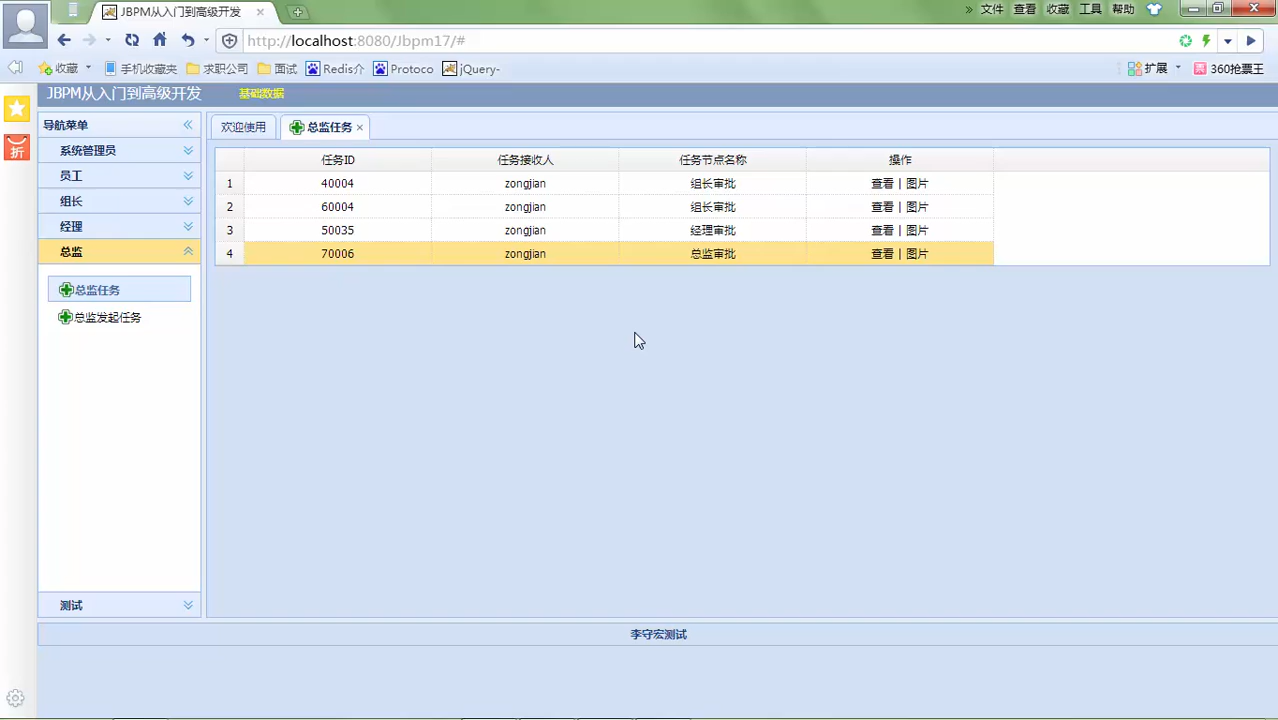 JBPM从入门到高级开发
文件 查看 收藏 工具 帮助
http://localhost:8080/Jbpm17/#
收藏 手机收藏夹 求职公司 面试 Redis介 Protoco jQuery-
扩展 360抢票王
折
JBPM从入门到高级开发 基础数据
导航菜单
系统管理员
员工
组长
经理
总监
总监任务
总监发起任务
测试
欢迎使用 总监任务
任务ID 任务接收人 任务节点名称 操作
1 40004 zongjian 组长审批 查看 | 图片
2 60004 zongjian 组长审批 查看 | 图片
3 50035 zongjian 经理审批 查看 | 图片
4 70006 zongjian 总监审批 查看 | 图片
李守宏测试